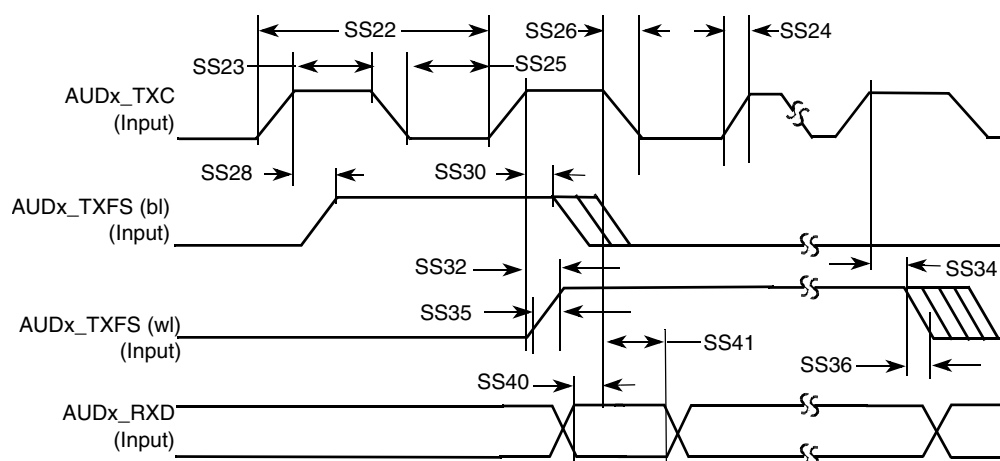 SS22
SS26
SS24
SS23
SS25
AUDx_TXC
(Input)
SS28
SS30
AUDx_TXFS (bl)
(Input)
SS32
SS34
SS35
AUDx_TXFS (wl)
(Input)
SS41
SS36
SS40
AUDx_RXD
(Input)